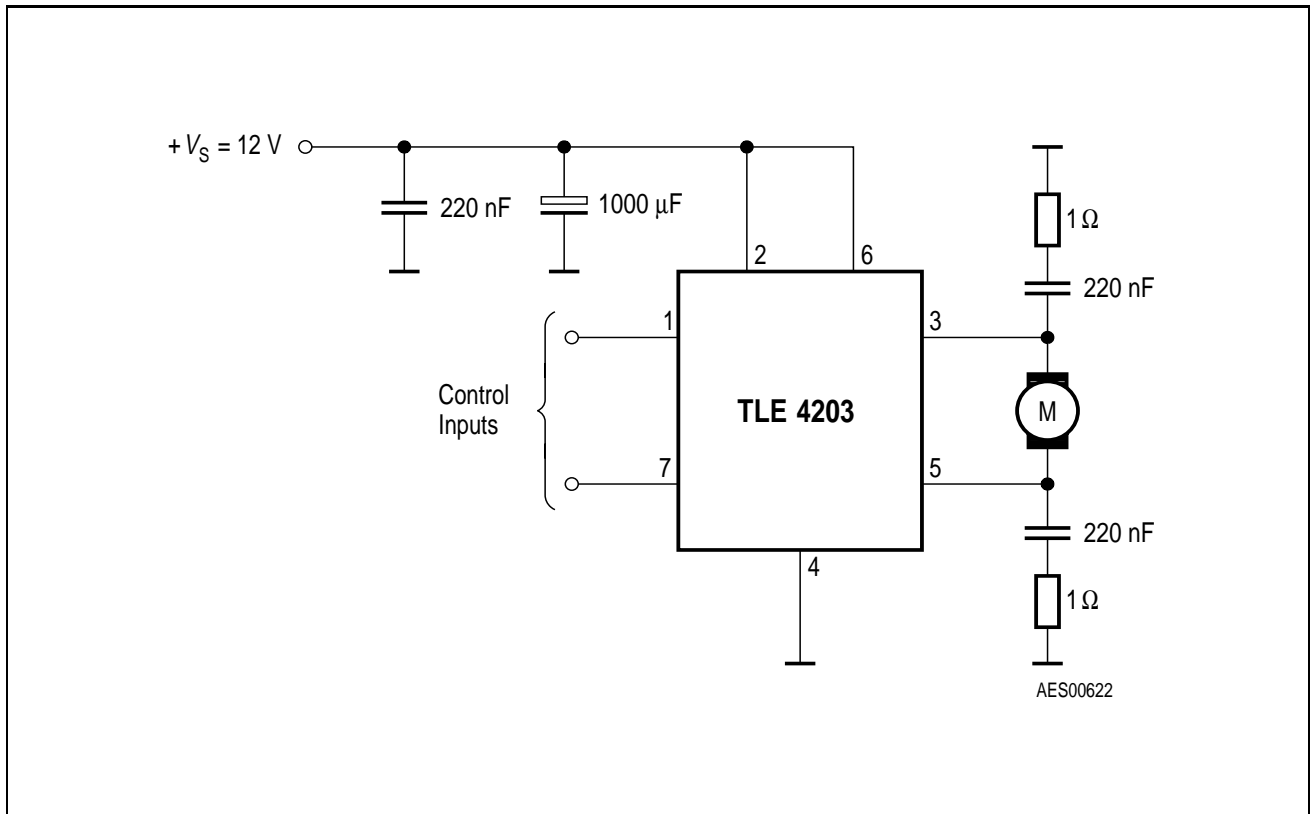 + VS = 12 V
220 nF
1000 μF
1 Ω
2
6
220 nF
1
3
Control
Inputs
TLE 4203
M
7
5
220 nF
4
1 Ω
AES00622